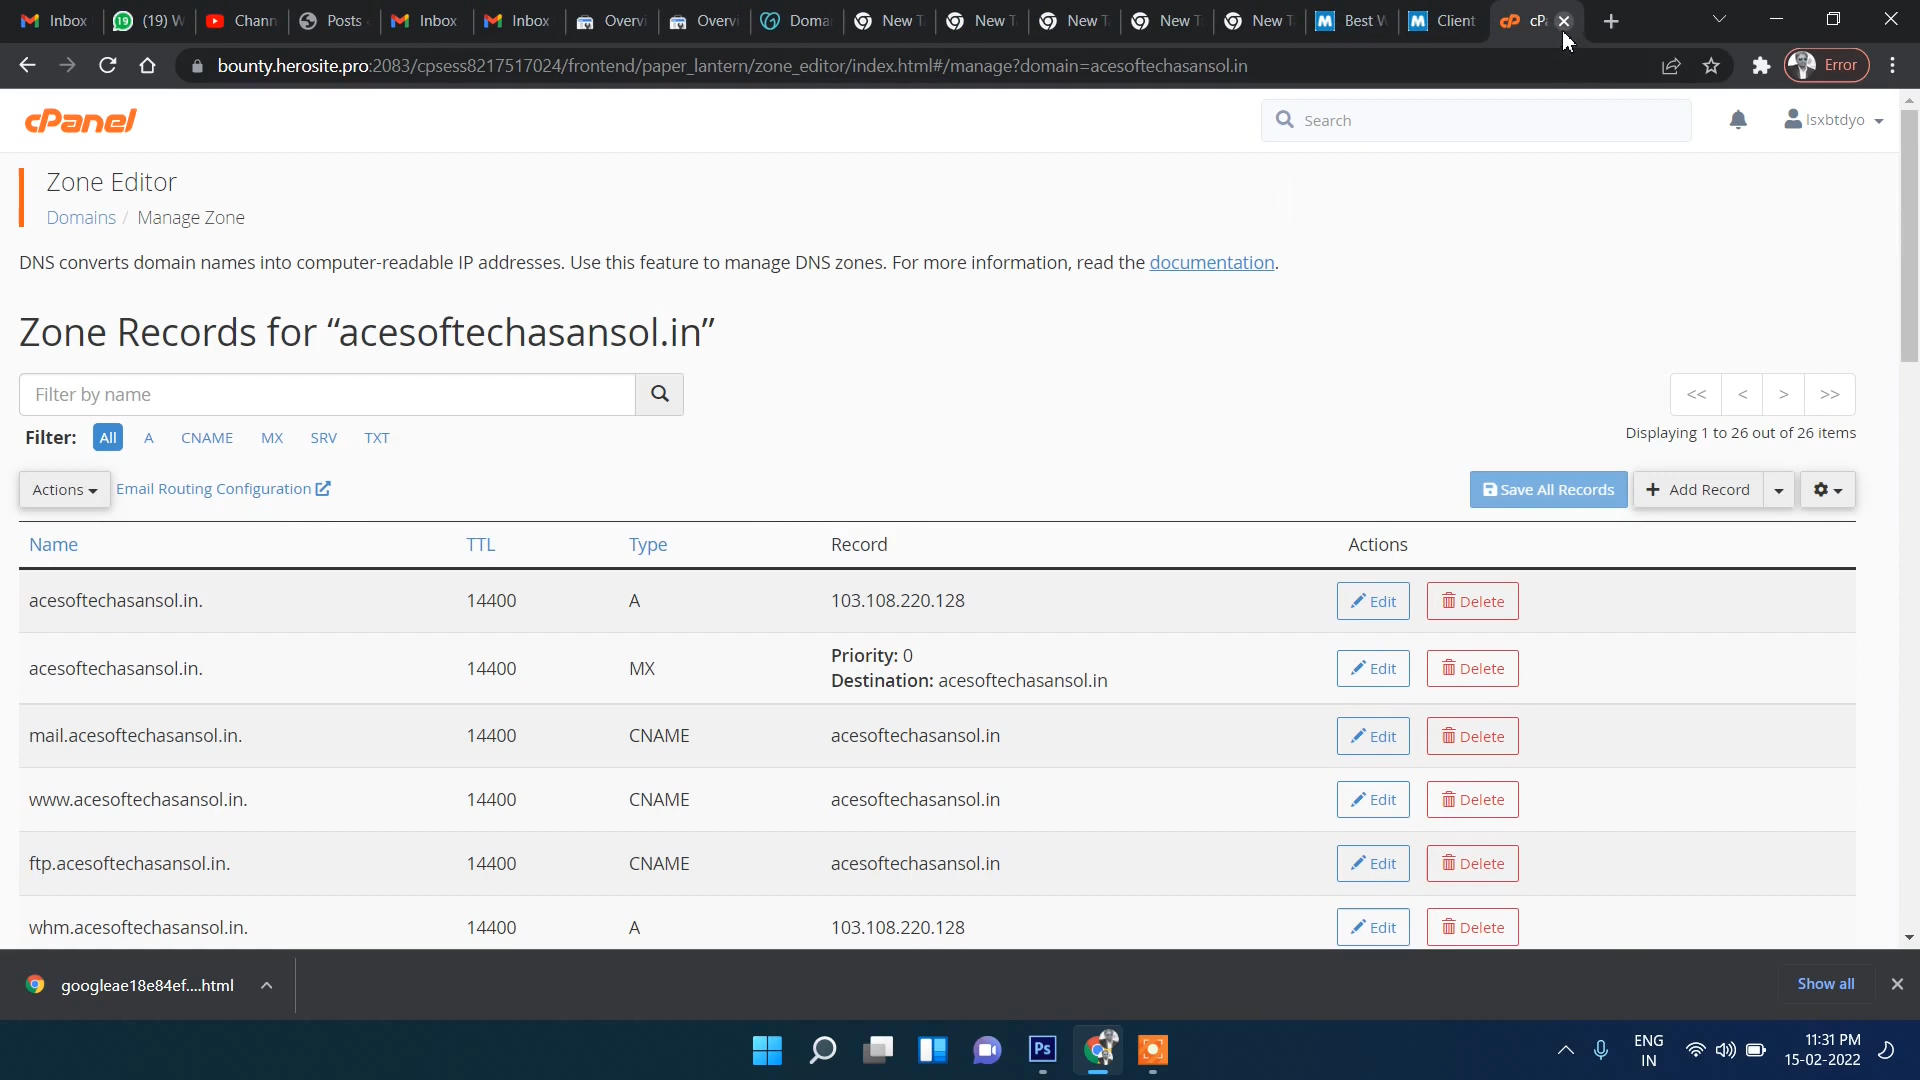 Inbox
(19) W
Chann
Posts
Inbox
Inbox
Overvi
Overvi
Doma
New T
New T
New T
New T
New T
Best W
Client
cPa
bounty.herosite.pro:2083/cpsess8217517024/frontend/paper_lantern/zone_editor/index.html#/manage?domain=acesoftechasansol.in
Error
cPanel
Search
lsxbtdyo
Zone Editor
Domains / Manage Zone
DNS converts domain names into computer-readable IP addresses. Use this feature to manage DNS zones. For more information, read the documentation.
Zone Records for “acesoftechasansol.in”
Filter by name
<< < > >>
Filter: All A CNAME MX SRV TXT
Displaying 1 to 26 out of 26 items
Actions Email Routing Configuration
Save All Records + Add Record
Name TTL Type Record Actions
acesoftechasansol.in. 14400 A 103.108.220.128 Edit Delete
acesoftechasansol.in. 14400 MX Priority: 0
Destination: acesoftechasansol.in Edit Delete
mail.acesoftechasansol.in. 14400 CNAME acesoftechasansol.in Edit Delete
www.acesoftechasansol.in. 14400 CNAME acesoftechasansol.in Edit Delete
ftp.acesoftechasansol.in. 14400 CNAME acesoftechasansol.in Edit Delete
whm.acesoftechasansol.in. 14400 A 103.108.220.128 Edit Delete
googleae18e84ef....html
Show all
Ps
ENG
IN
11:31 PM
15-02-2022